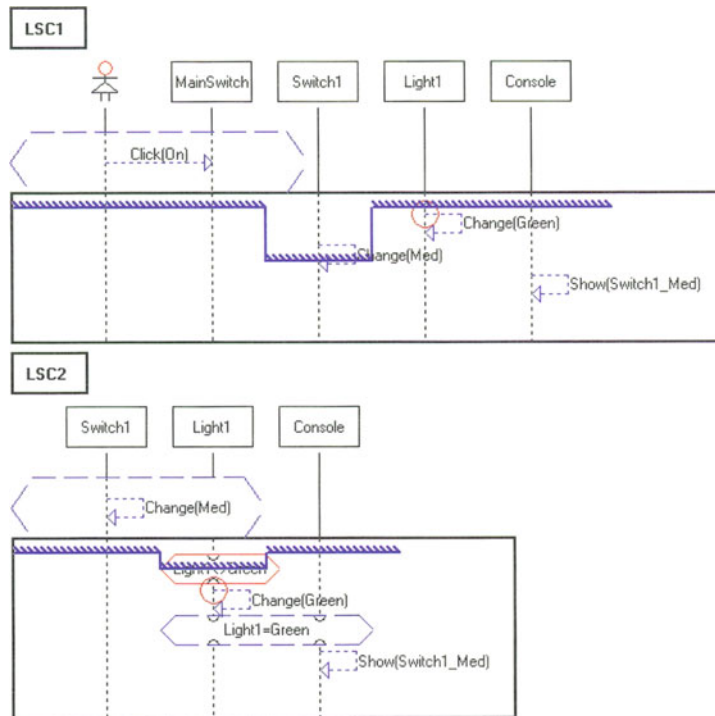 LSC1
MainSwitch Switch1 Light1 Console
Click(On)
Change(Green)
Change(Med)
Show(Switch1_Med)
LSC2
Switch1 Light1 Console
Change(Med)
Change(Green)
Light1=Green
Show(Switch1_Med)